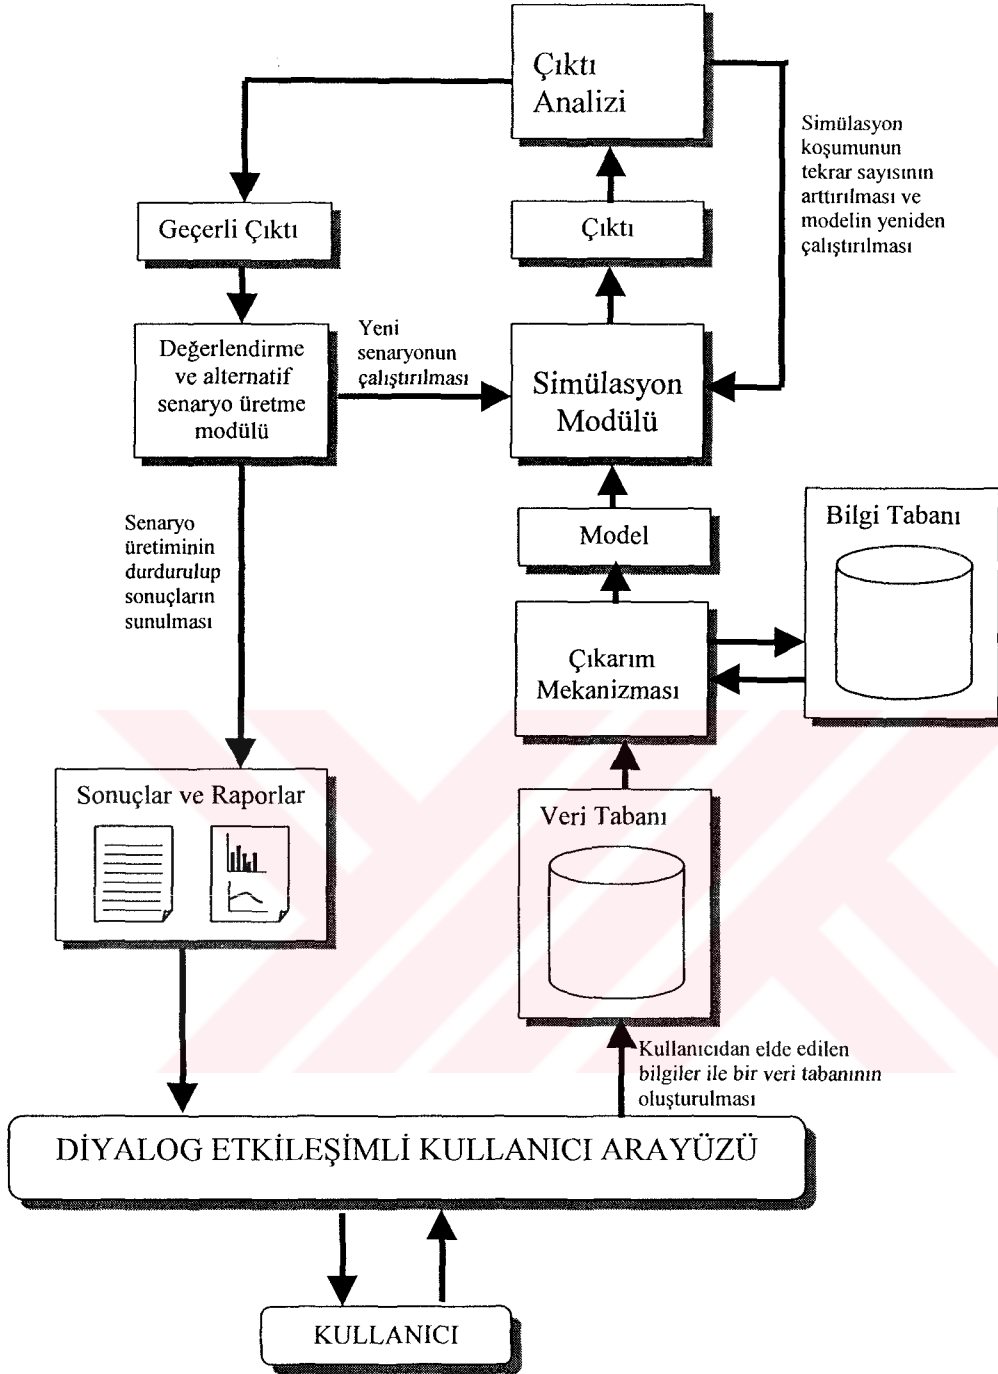 Çıktı
Analizi
Simülasyon
koşumunun
tekrar sayısının
arttırılması ve
modelin yeniden
çalıştırılması
Geçerli Çıktı
Çıktı
Değerlendirme
ve alternatif
senaryo üretme
modülü
Yeni
senaryonun
çalıştırılması
Simülasyon
Modülü
Senaryo
üretiminin
durdurulup
sonuçların
sunulması
Model
Bilgi Tabanı
Çıkarım
Mekanizması
Sonuçlar ve Raporlar
Veri Tabanı
Kullanıcıdan elde edilen
bilgiler ile bir veri tabanının
oluşturulması
DİYALOG ETKİLEŞİMLİ KULLANICI ARAYÜZÜ
KULLANICI